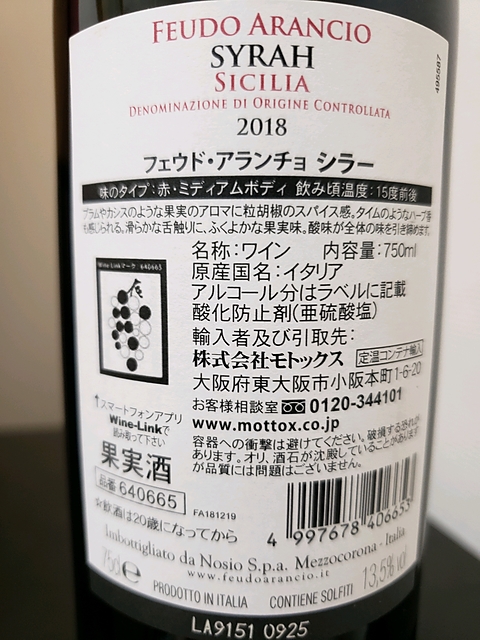 FEUDO ARANCIO
SYRAH
SICILIA
DENOMINAZIONE DI ORIGINE CONTROLLATA
2018
495587
フェウド・アランチョ シラー
味のタイプ:赤・ミディアムボディ 飲み頃温度:15度前後
プラムやカシスのような果実のアロマに粒胡椒のスパイス感。タイムのようなハーブ香
も感じられる。滑らかな舌触りに、ふくよかな果実味。酸味が全体の味を引き締めます。
名称:ワイン 内容量:750ml
原産国名:イタリア
アルコール分はラベルに記載
酸化防止剤(亜硫酸塩)
輸入者及び引取先:
株式会社モトックス 定温コンテナ輸入
大阪府東大阪市小阪本町1-6-20
お客様相談室 0120-344101
www.mottox.co.jp
容器への衝撃は避けてください。破損する恐れが
あります。オリ、酒石が沈殿していることがあります
が品質には問題はございません。
Wine-Linkマーク 640665
↑スマートフォンアプリ
Wine-Linkで
読み取って下さい
果実酒
品番 640665
FA181219
☆飲酒は20歳になってから
4 997678 406653
Imbottigliato da Nosio S.p.a. Mezzocorona - Italia
www.feudoarancio.it
75cl e
PRODOTTO IN ITALIA CONTIENE SOLFITI 13,5% vol
LA9151 0925